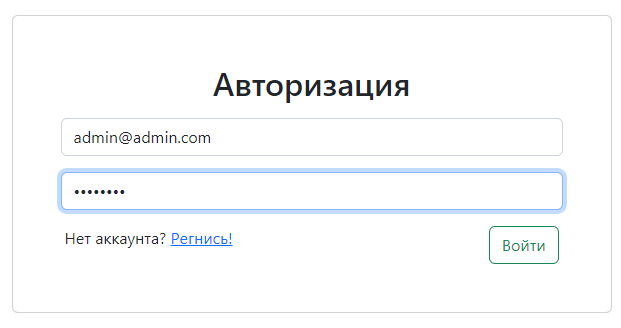 Авторизация
admin@admin.com
••••••••
Нет аккаунта? Регнись!
Войти